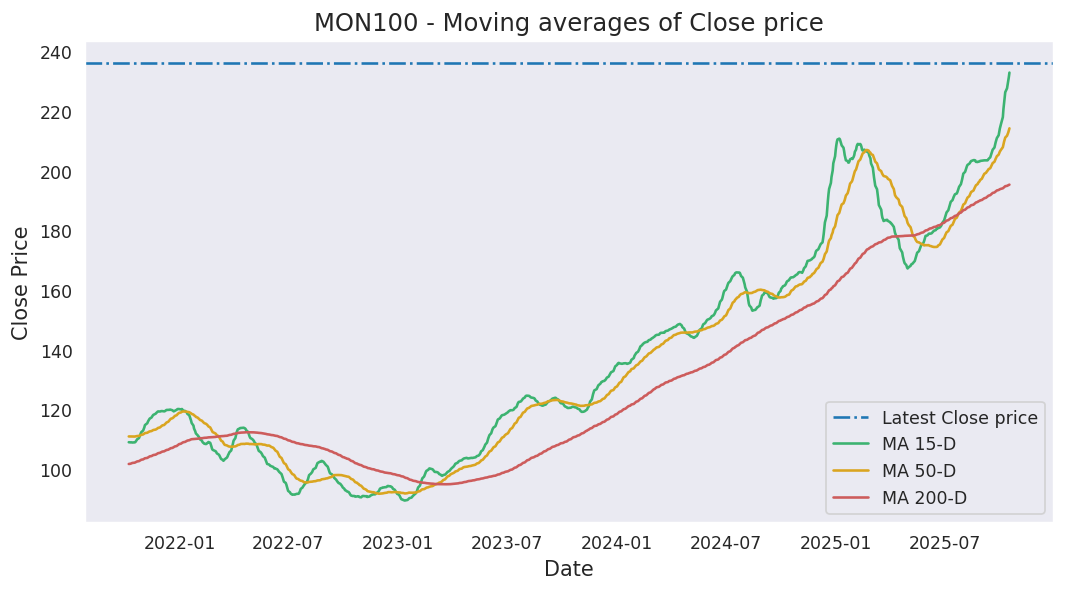 MON100 - Moving averages of Close price
240
220
200
180
160
140
120
100
Close Price
Latest Close price
MA 15-D
MA 50-D
MA 200-D
2022-01 2022-07 2023-01 2023-07 2024-01 2024-07 2025-01 2025-07
Date